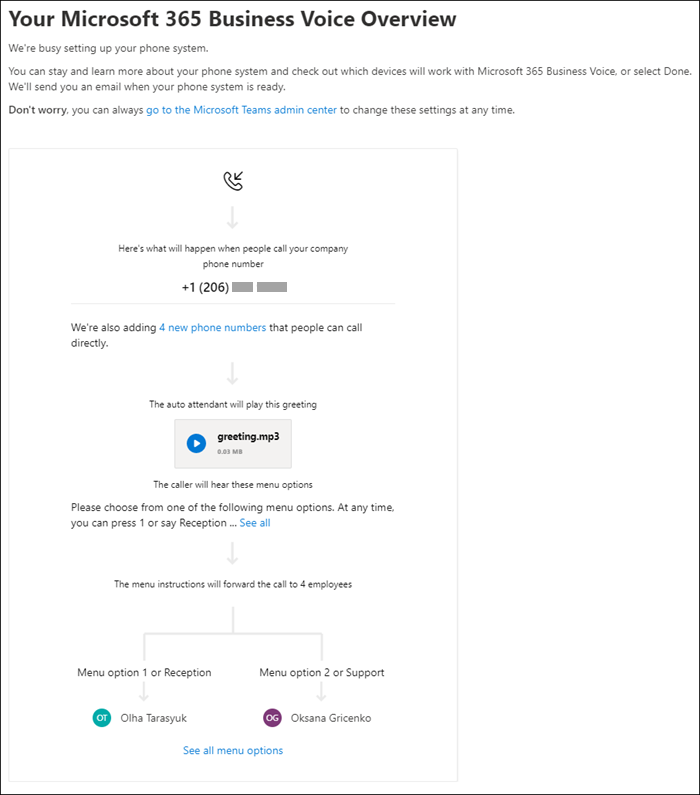 Your Microsoft 365 Business Voice Overview
We're busy setting up your phone system.
You can stay and learn more about your phone system and check out which devices will work with Microsoft 365 Business Voice, or select Done.
We'll send you an email when your phone system is ready.
Don't worry, you can always go to the Microsoft Teams admin center to change these settings at any time.
Here's what will happen when people call your company
phone number
+1 (206)
We're also adding 4 new phone numbers that people can call
directly.
The auto attendant will play this greeting
greeting.mp3
0.03 MB
The caller will hear these menu options
Please choose from one of the following menu options. At any time,
you can press 1 or say Reception ... See all
The menu instructions will forward the call to 4 employees
Menu option 1 or Reception
Menu option 2 or Support
OT Olha Tarasyuk
OG Oksana Gricenko
See all menu options